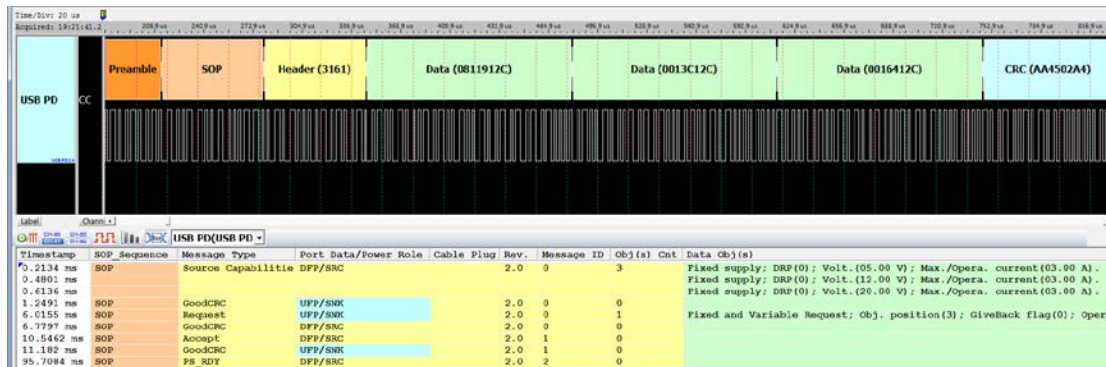 Time/Div: 20 us
Acquired: 19:21:41.2 208,9 us 240,9 us 272,9 us 304,9 us 336,9 us 368,9 us 400,9 us 432,9 us 464,9 us 496,9 us 528,9 us 560,9 us 592,9 us 624,9 us 656,9 us 688,9 us 720,9 us 752,9 us 784,9 us 816,9
Preamble SOP Header (3161) Data (0811912C) Data (0013C12C) Data (0016412C) CRC (AA4502A4)
USB PD CC
Label Channel
USB PD(USB PD
Timestamp SOP_Sequence Message Type Port Data/Power Role Cable Plug Rev. Message ID Obj(s) Cnt Data Obj(s)
0.2134 ms SOP Source Capabilitie DFP/SRC 2.0 0 3 Fixed supply; DRP(0); Volt.(05.00 V); Max./Opera. current(03.00 A).
0.4801 ms Fixed supply; DRP(0); Volt.(12.00 V); Max./Opera. current(03.00 A).
0.6136 ms Fixed supply; DRP(0); Volt.(20.00 V); Max./Opera. current(03.00 A).
1.2491 ms SOP GoodCRC UFP/SNK 2.0 0 0
6.0155 ms SOP Request UFP/SNK 2.0 0 1 Fixed and Variable Request; Obj. position(3); GiveBack flag(0); Oper
6.7797 ms SOP GoodCRC DFP/SRC 2.0 0 0
10.5462 ms SOP Accept DFP/SRC 2.0 1 0
11.182 ms SOP GoodCRC UFP/SNK 2.0 1 0
95.7084 ms SOP PS_RDY DFP/SRC 2.0 2 0